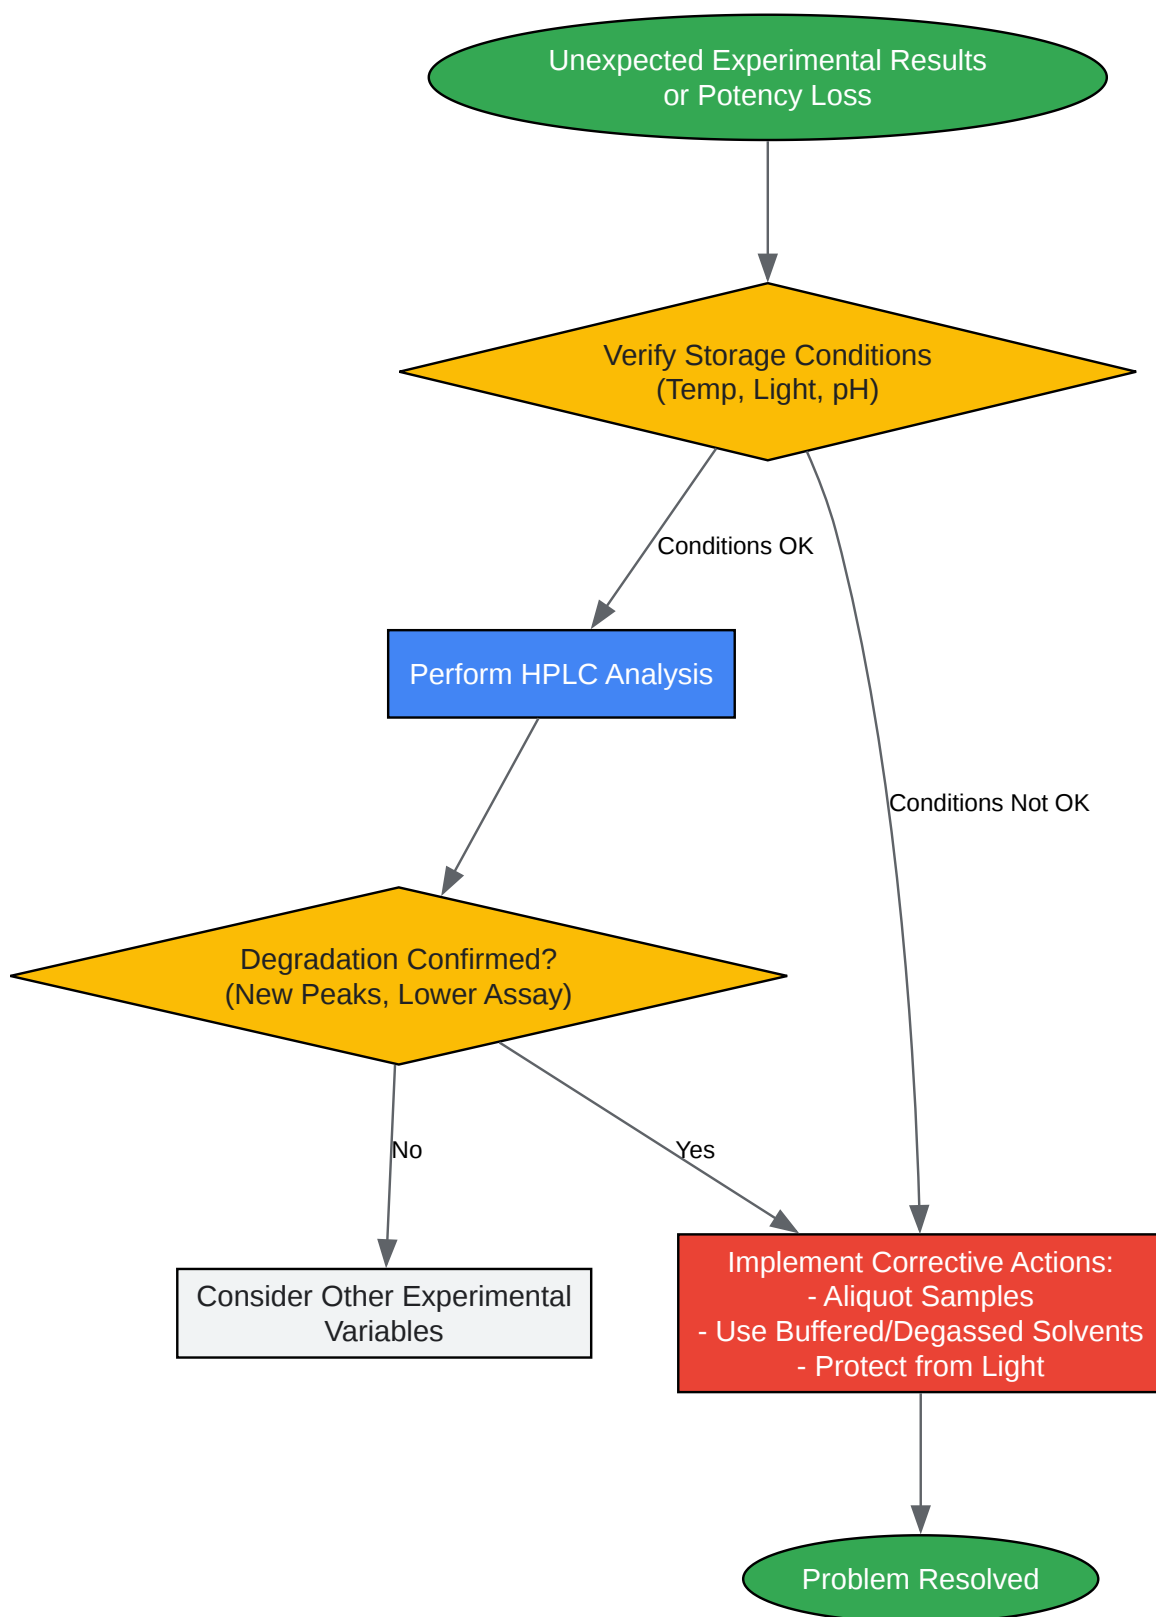 Unexpected Experimental Results
or Potency Loss
Verify Storage Conditions
(Temp, Light, pH)
Conditions OK
Perform HPLC Analysis
Conditions Not OK
Degradation Confirmed?
(New Peaks, Lower Assay)
No
Yes
Consider Other Experimental
Variables
Implement Corrective Actions:
- Aliquot Samples
- Use Buffered/Degassed Solvents
- Protect from Light
Problem Resolved